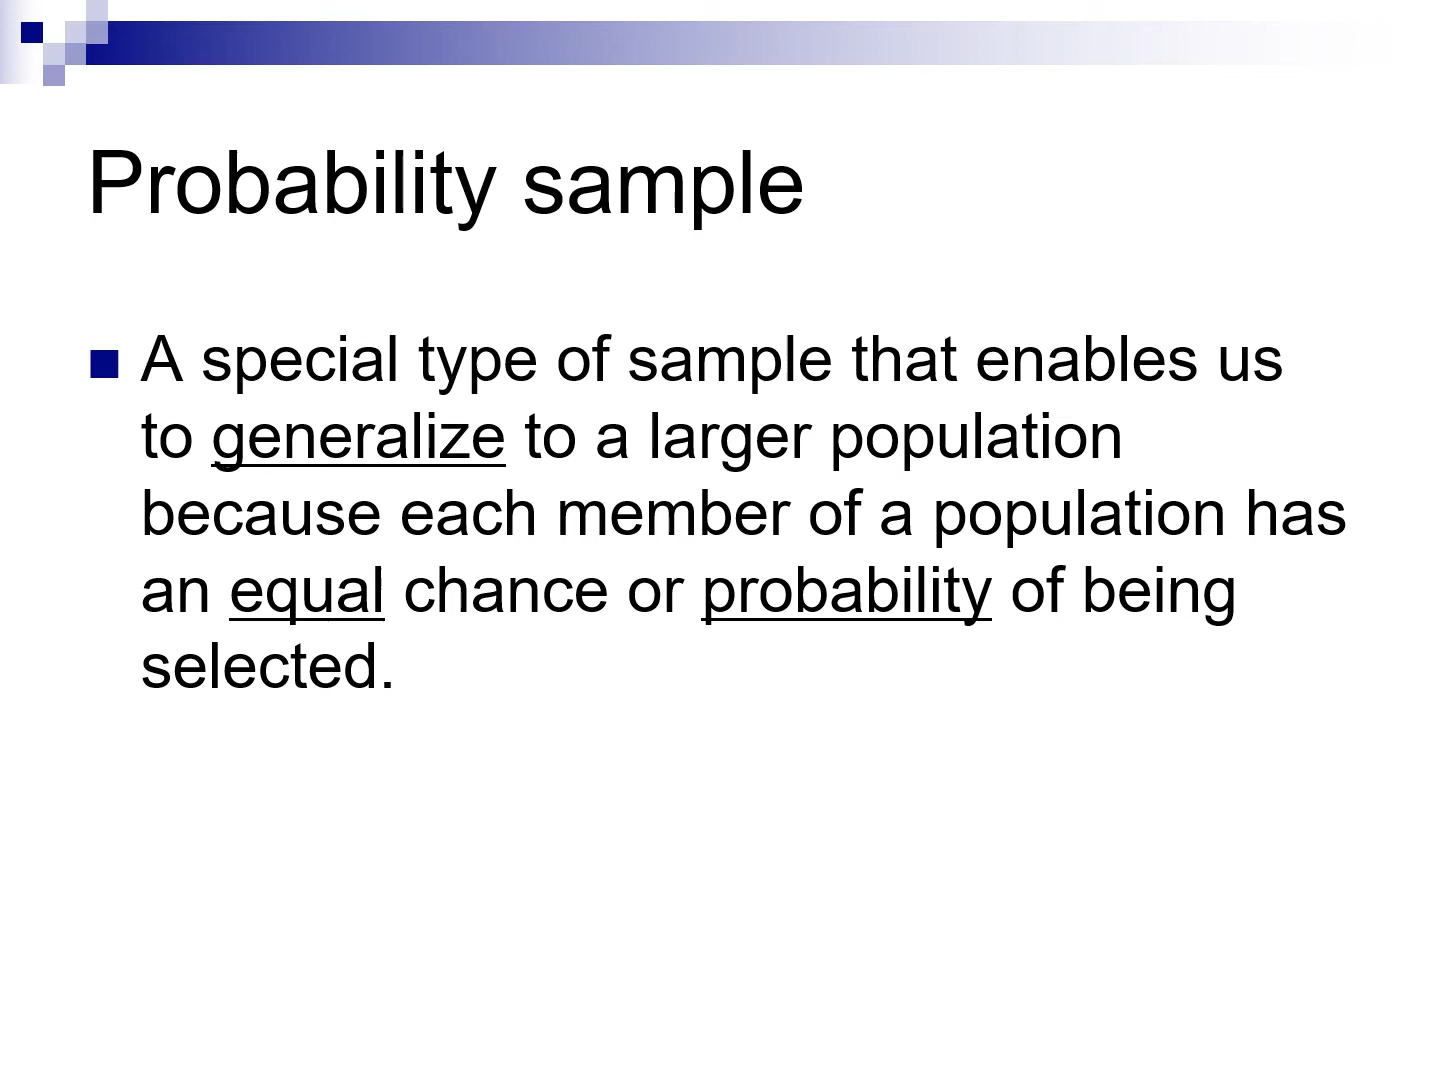 Probability sample
A special type of sample that enables us
to generalize to a larger population
because each member of a population has
an equal chance or probability of being
selected.